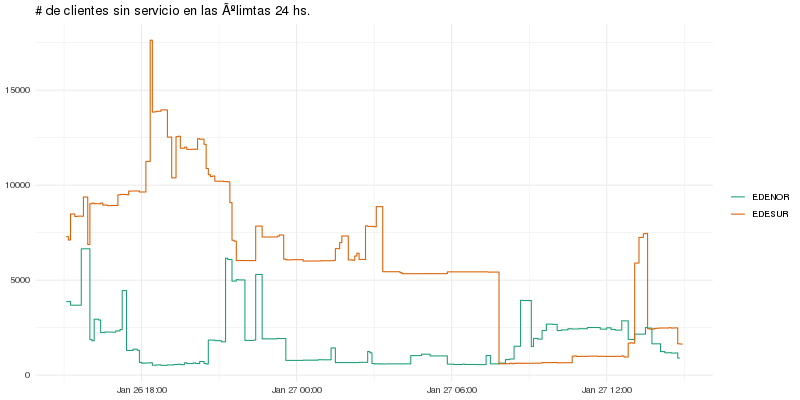 # de clientes sin servicio en las Ãºlimtas 24 hs.
15000
10000
5000
0
Jan 26 18:00
Jan 27 00:00
Jan 27 06:00
Jan 27 12:00
EDENOR
EDESUR